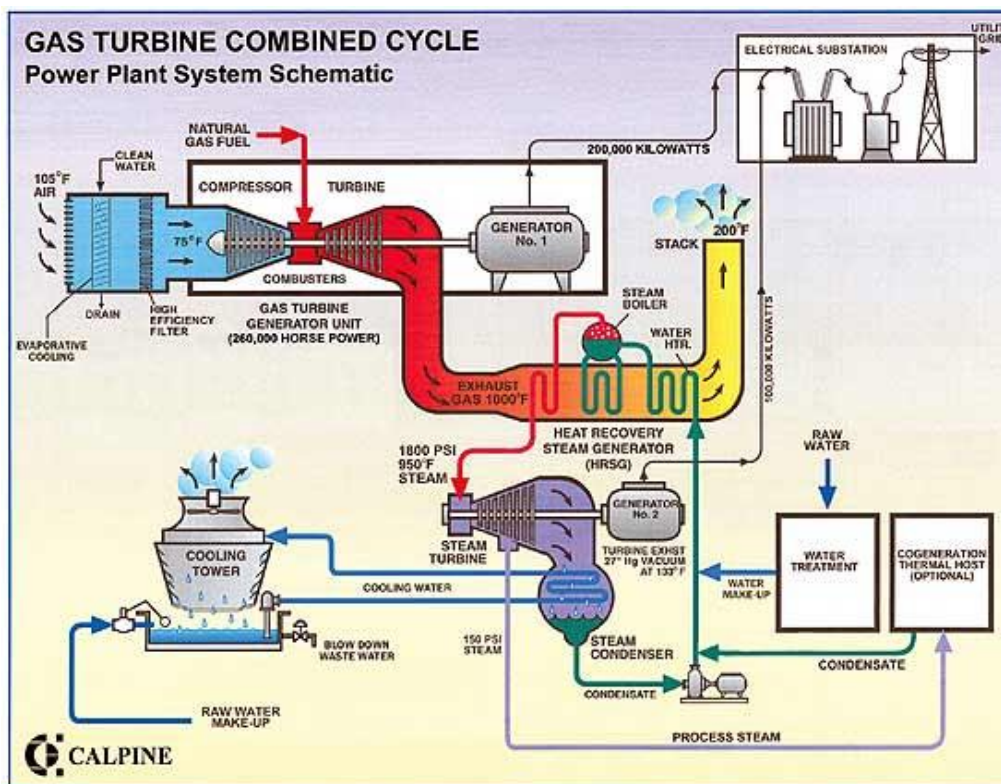 GAS TURBINE COMBINED CYCLE
Power Plant System Schematic
UTILITY
GRID
ELECTRICAL SUBSTATION
NATURAL
GAS FUEL
200,000 KILOWATTS
CLEAN
WATER
105°F
AIR
COMPRESSOR
TURBINE
75°F
GENERATOR
No. 1
200°F
STACK
COMBUSTERS
DRAIN
HIGH
EFFICIENCY
FILTER
EVAPORATIVE
COOLING
GAS TURBINE
GENERATOR UNIT
(260,000 HORSE POWER)
STEAM
BOILER
WATER
HTR.
EXHAUST
GAS 1000°F
HEAT RECOVERY
STEAM GENERATOR
(HRSG)
1800 PSI
950°F
STEAM
RAW
WATER
GENERATOR
No. 2
STEAM
TURBINE
TURBINE EXHST
27" Hg VACUUM
AT 133°F
COOLING
TOWER
COOLING WATER
WATER
MAKE-UP
WATER
TREATMENT
COGENERATION
THERMAL HOST
(OPTIONAL)
BLOW DOWN
WASTE WATER
150 PSI
STEAM
STEAM
CONDENSER
CONDENSATE
CONDENSATE
RAW WATER
MAKE-UP
PROCESS STEAM
CALPINE